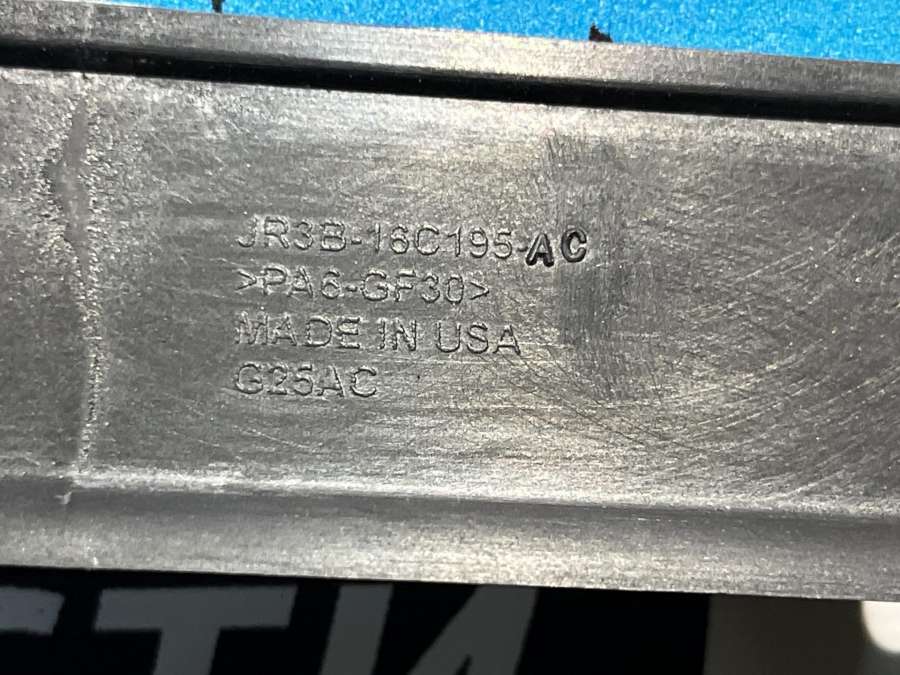 JR3B-16C195-AC
>PA6-GF30<
MADE IN USA
G25AC